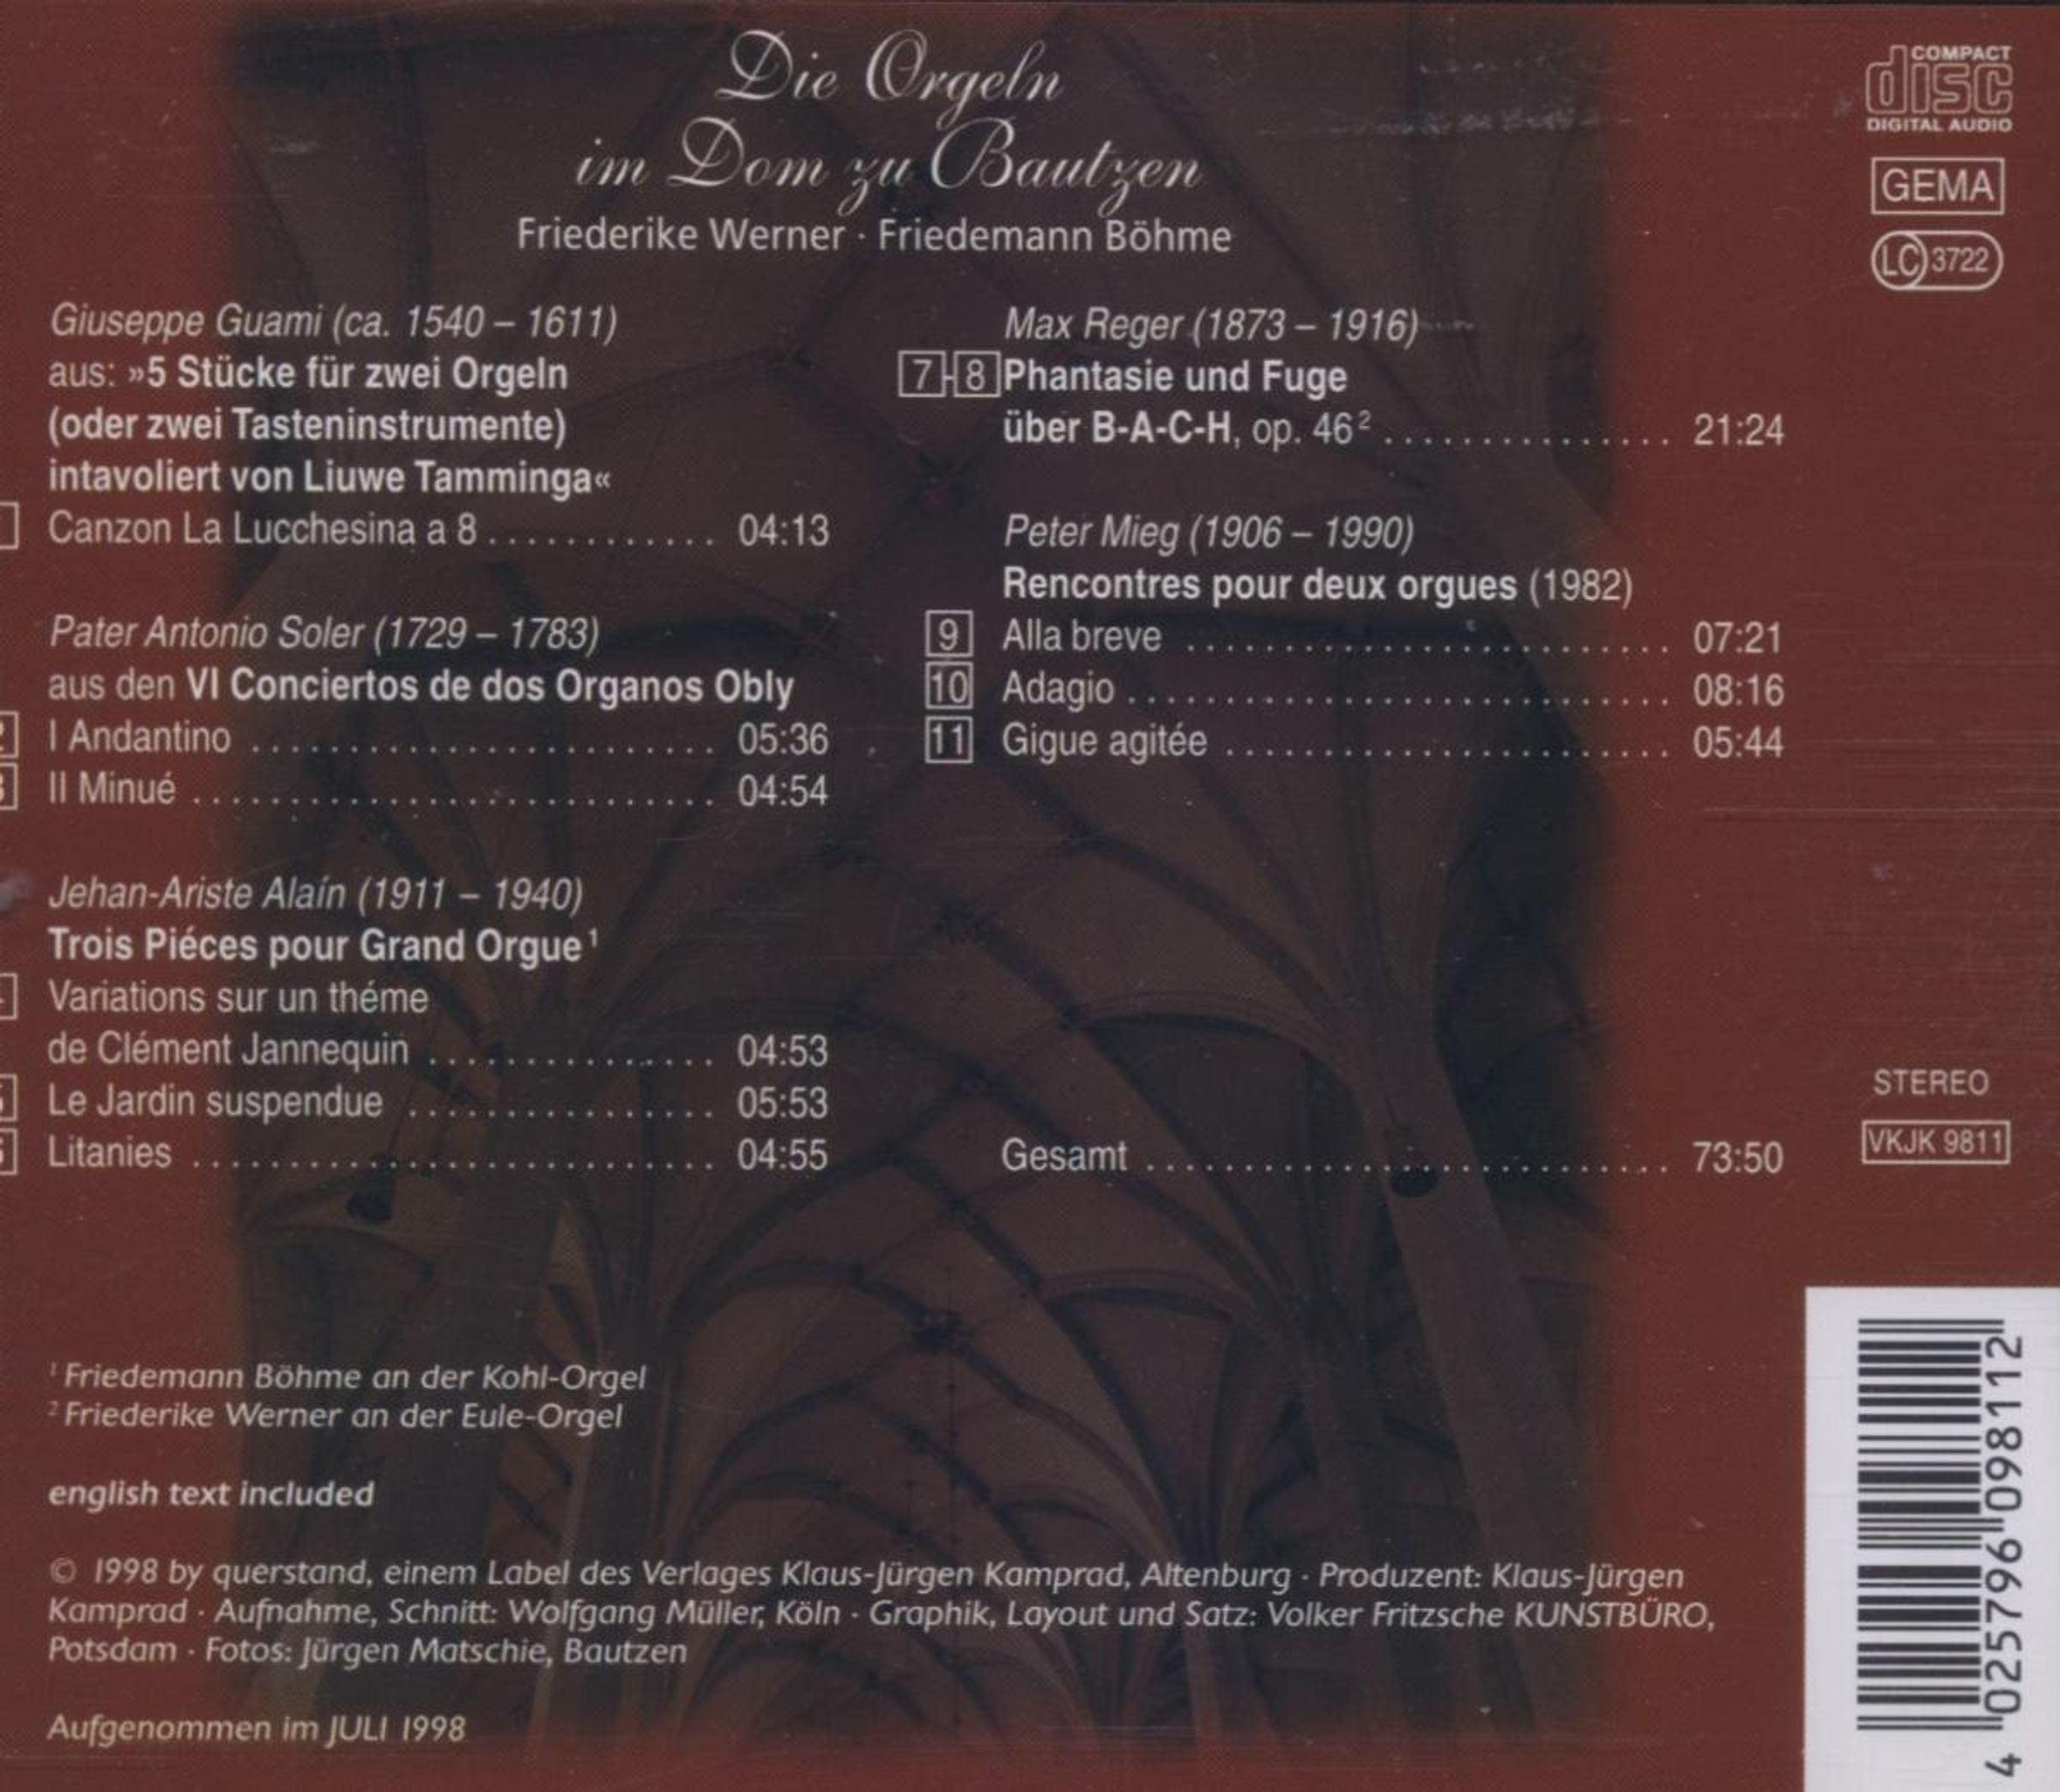 Die Orgeln
im Dom zu Bautzen
Friederike Werner · Friedemann Böhme
Giuseppe Guami (ca. 1540 – 1611)
aus: »5 Stücke für zwei Orgeln
(oder zwei Tasteninstrumente)
intavoliert von Liuwe Tamminga«
Canzon La Lucchesina a 8 ............ 04:13
Pater Antonio Soler (1729 – 1783)
aus den VI Conciertos de dos Organos Obly
2 I Andantino ........................ 05:36
3 II Minué ........................... 04:54
Jehan-Ariste Alaín (1911 – 1940)
Trois Piéces pour Grand Orgue¹
Variations sur un théme
de Clément Jannequin ............... 04:53
Le Jardin suspendue ................ 05:53
Litanies ........................... 04:55
Max Reger (1873 – 1916)
7-8 Phantasie und Fuge
über B-A-C-H, op. 46² ............... 21:24
Peter Mieg (1906 – 1990)
Rencontres pour deux orgues (1982)
9 Alla breve ......................... 07:21
10 Adagio ............................ 08:16
11 Gigue agitée ....................... 05:44
Gesamt ........................... 73:50
COMPACT
disc
DIGITAL AUDIO
GEMA
LC 3722
STEREO
VKJK 9811
¹ Friedemann Böhme an der Kohl-Orgel
² Friederike Werner an der Eule-Orgel
english text included
© 1998 by querstand, einem Label des Verlages Klaus-Jürgen Kamprad, Altenburg · Produzent: Klaus-Jürgen
Kamprad · Aufnahme, Schnitt: Wolfgang Müller, Köln · Graphik, Layout und Satz: Volker Fritzsche KUNSTBÜRO,
Potsdam · Fotos: Jürgen Matschie, Bautzen
Aufgenommen im JULI 1998
4 025796 098112